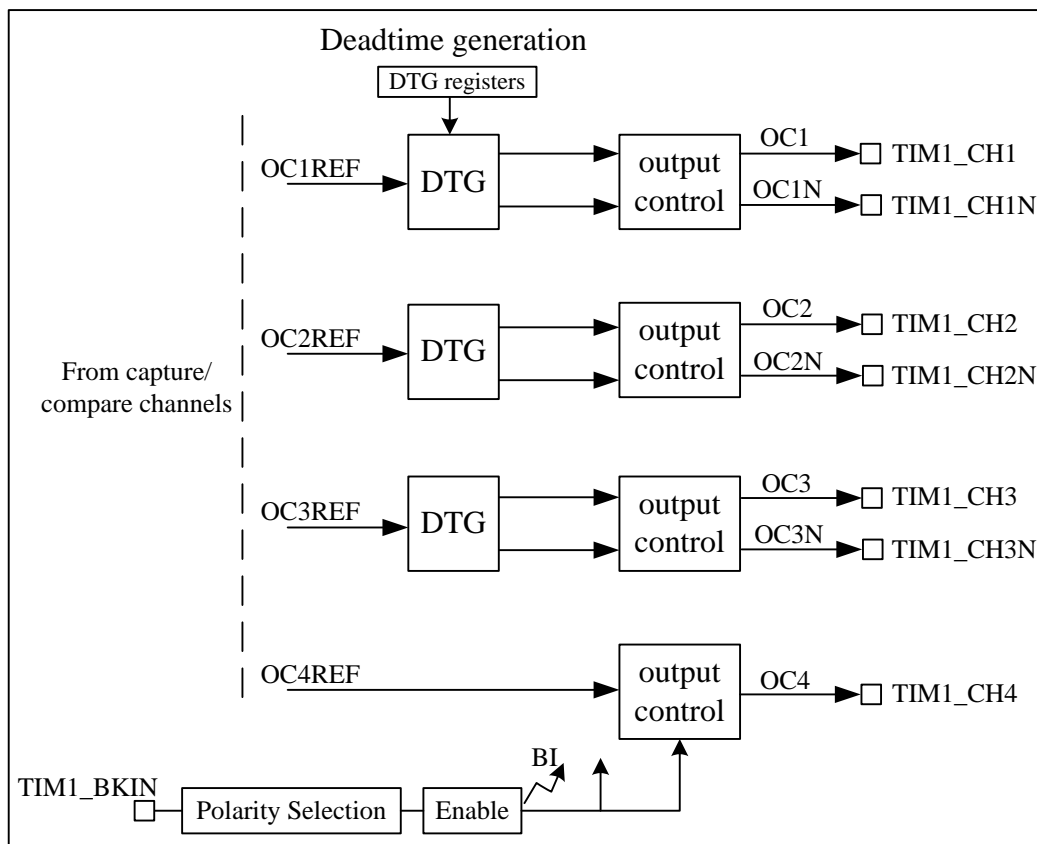 Deadtime generation
DTG registers
OC1REF
DTG
output
control
OC1
TIM1_CH1
OC1N
TIM1_CH1N
OC2REF
DTG
output
control
OC2
TIM1_CH2
OC2N
TIM1_CH2N
From capture/
compare channels
OC3REF
DTG
output
control
OC3
TIM1_CH3
OC3N
TIM1_CH3N
OC4REF
output
control
OC4
TIM1_CH4
TIM1_BKIN
Polarity Selection
Enable
BI